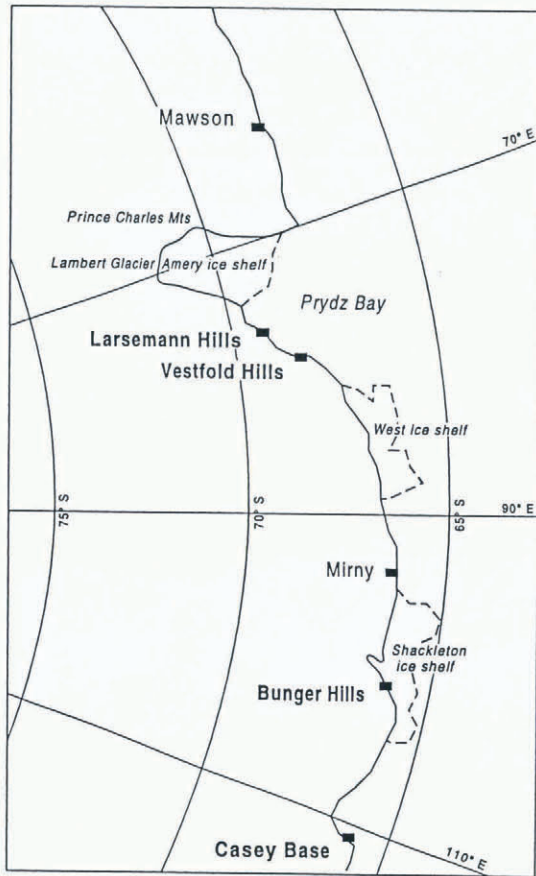 Mawson
70° E
Prince Charles Mts
Lambert Glacier Amery ice shelf
Prydz Bay
Larsemann Hills
Vestfold Hills
West ice shelf
75° S
70° S
65° S
90° E
Mirny
Shackleton
ice shelf
Bunger Hills
Casey Base
110° E